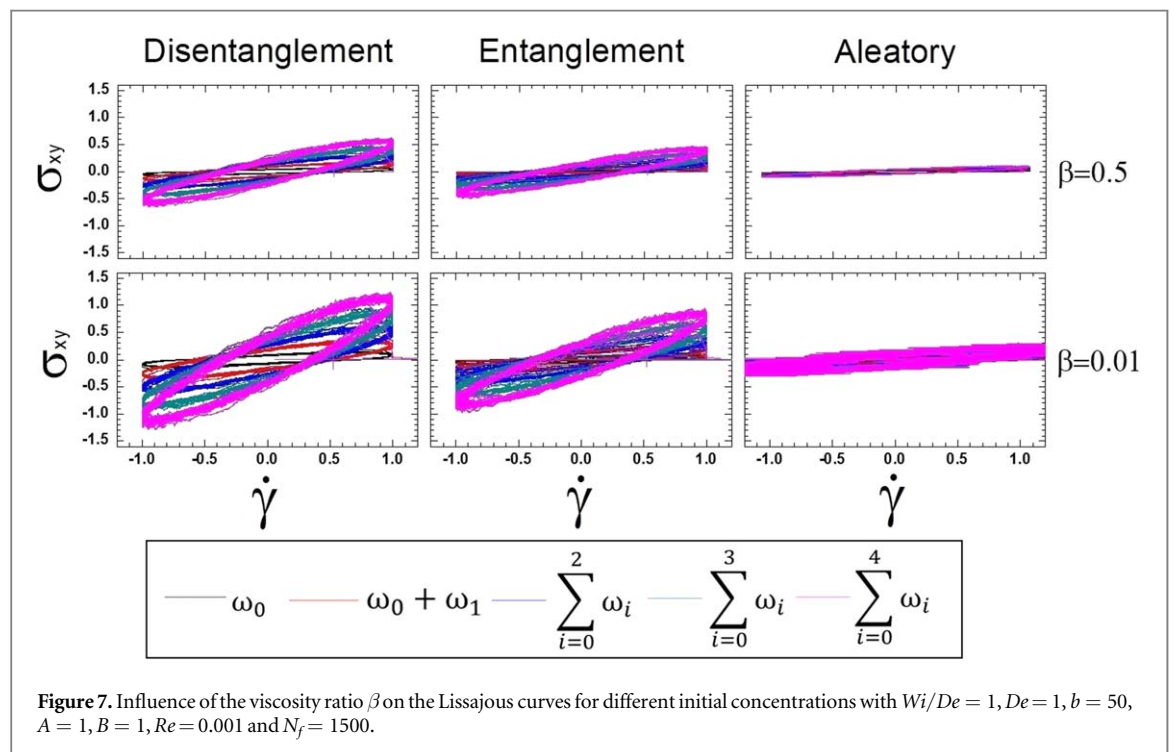 Disentanglement Entanglement Aleatory
1.5
1.0
0.5
0.0
-0.5
-1.0
-1.5
σxy
β=0.5
1.5
1.0
0.5
0.0
-0.5
-1.0
-1.5
σxy
β=0.01
-1.0 -0.5 0.0 0.5 1.0 -1.0 -0.5 0.0 0.5 1.0 -1.0 -0.5 0.0 0.5 1.0
γ̇ γ̇ γ̇
ω₀ ω₀ + ω₁ ∑_{i=0}^{2} ωᵢ ∑_{i=0}^{3} ωᵢ ∑_{i=0}^{4} ωᵢ
Figure 7. Influence of the viscosity ratio β on the Lissajous curves for different initial concentrations with Wi/De = 1, De = 1, b = 50,
A = 1, B = 1, Re = 0.001 and N_f = 1500.